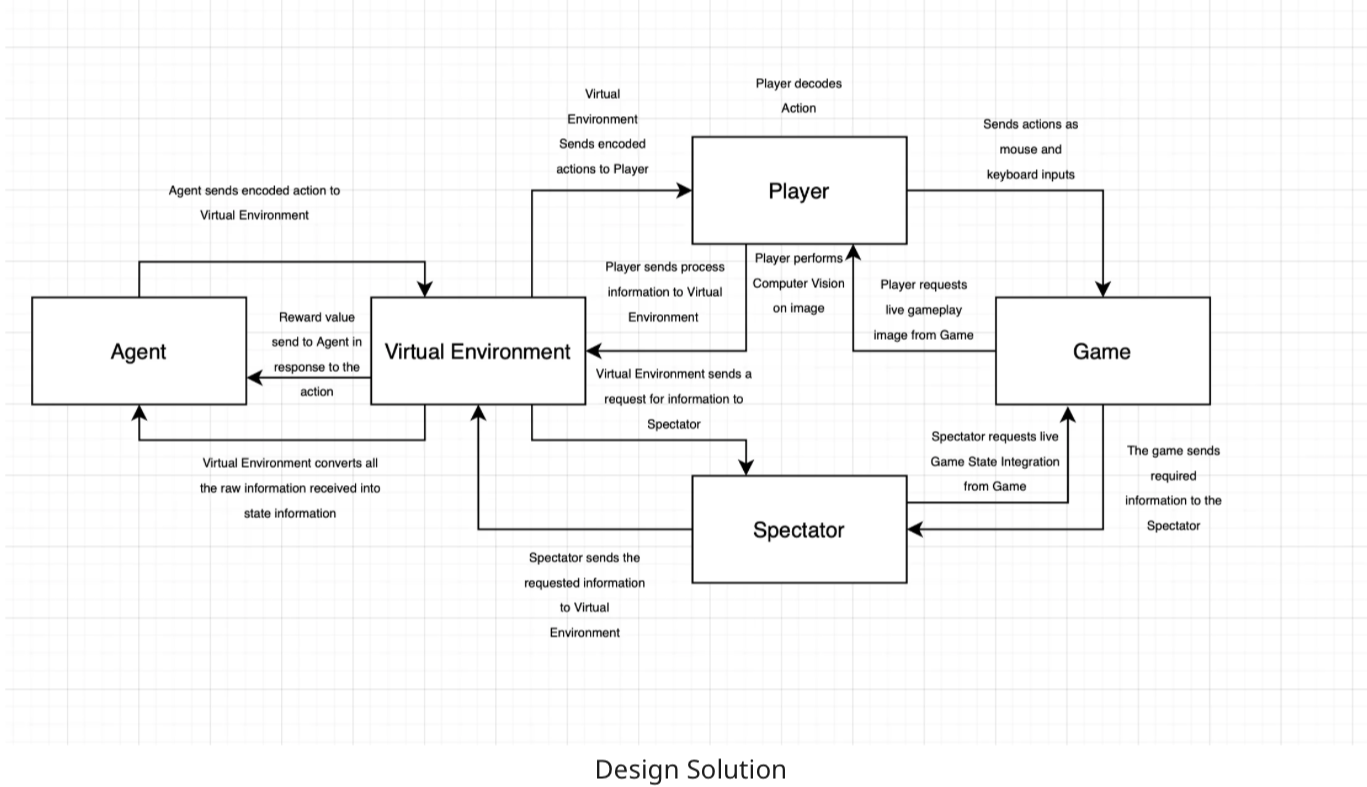 Player decodes
Action
Virtual
Environment
Sends encoded
actions to Player
Sends actions as
mouse and
keyboard inputs
Agent sends encoded action to
Virtual Environment
Player
Player sends process
information to Virtual
Environment
Player performs
Computer Vision
on image
Player requests
live gameplay
image from Game
Agent
Reward value
send to Agent in
response to the
action
Virtual Environment
Game
Virtual Environment sends a
request for information to
Spectator
Virtual Environment converts all
the raw information received into
state information
Spectator requests live
Game State Integration
from Game
The game sends
required
information to the
Spectator
Spectator
Spectator sends the
requested information
to Virtual
Environment
Design Solution